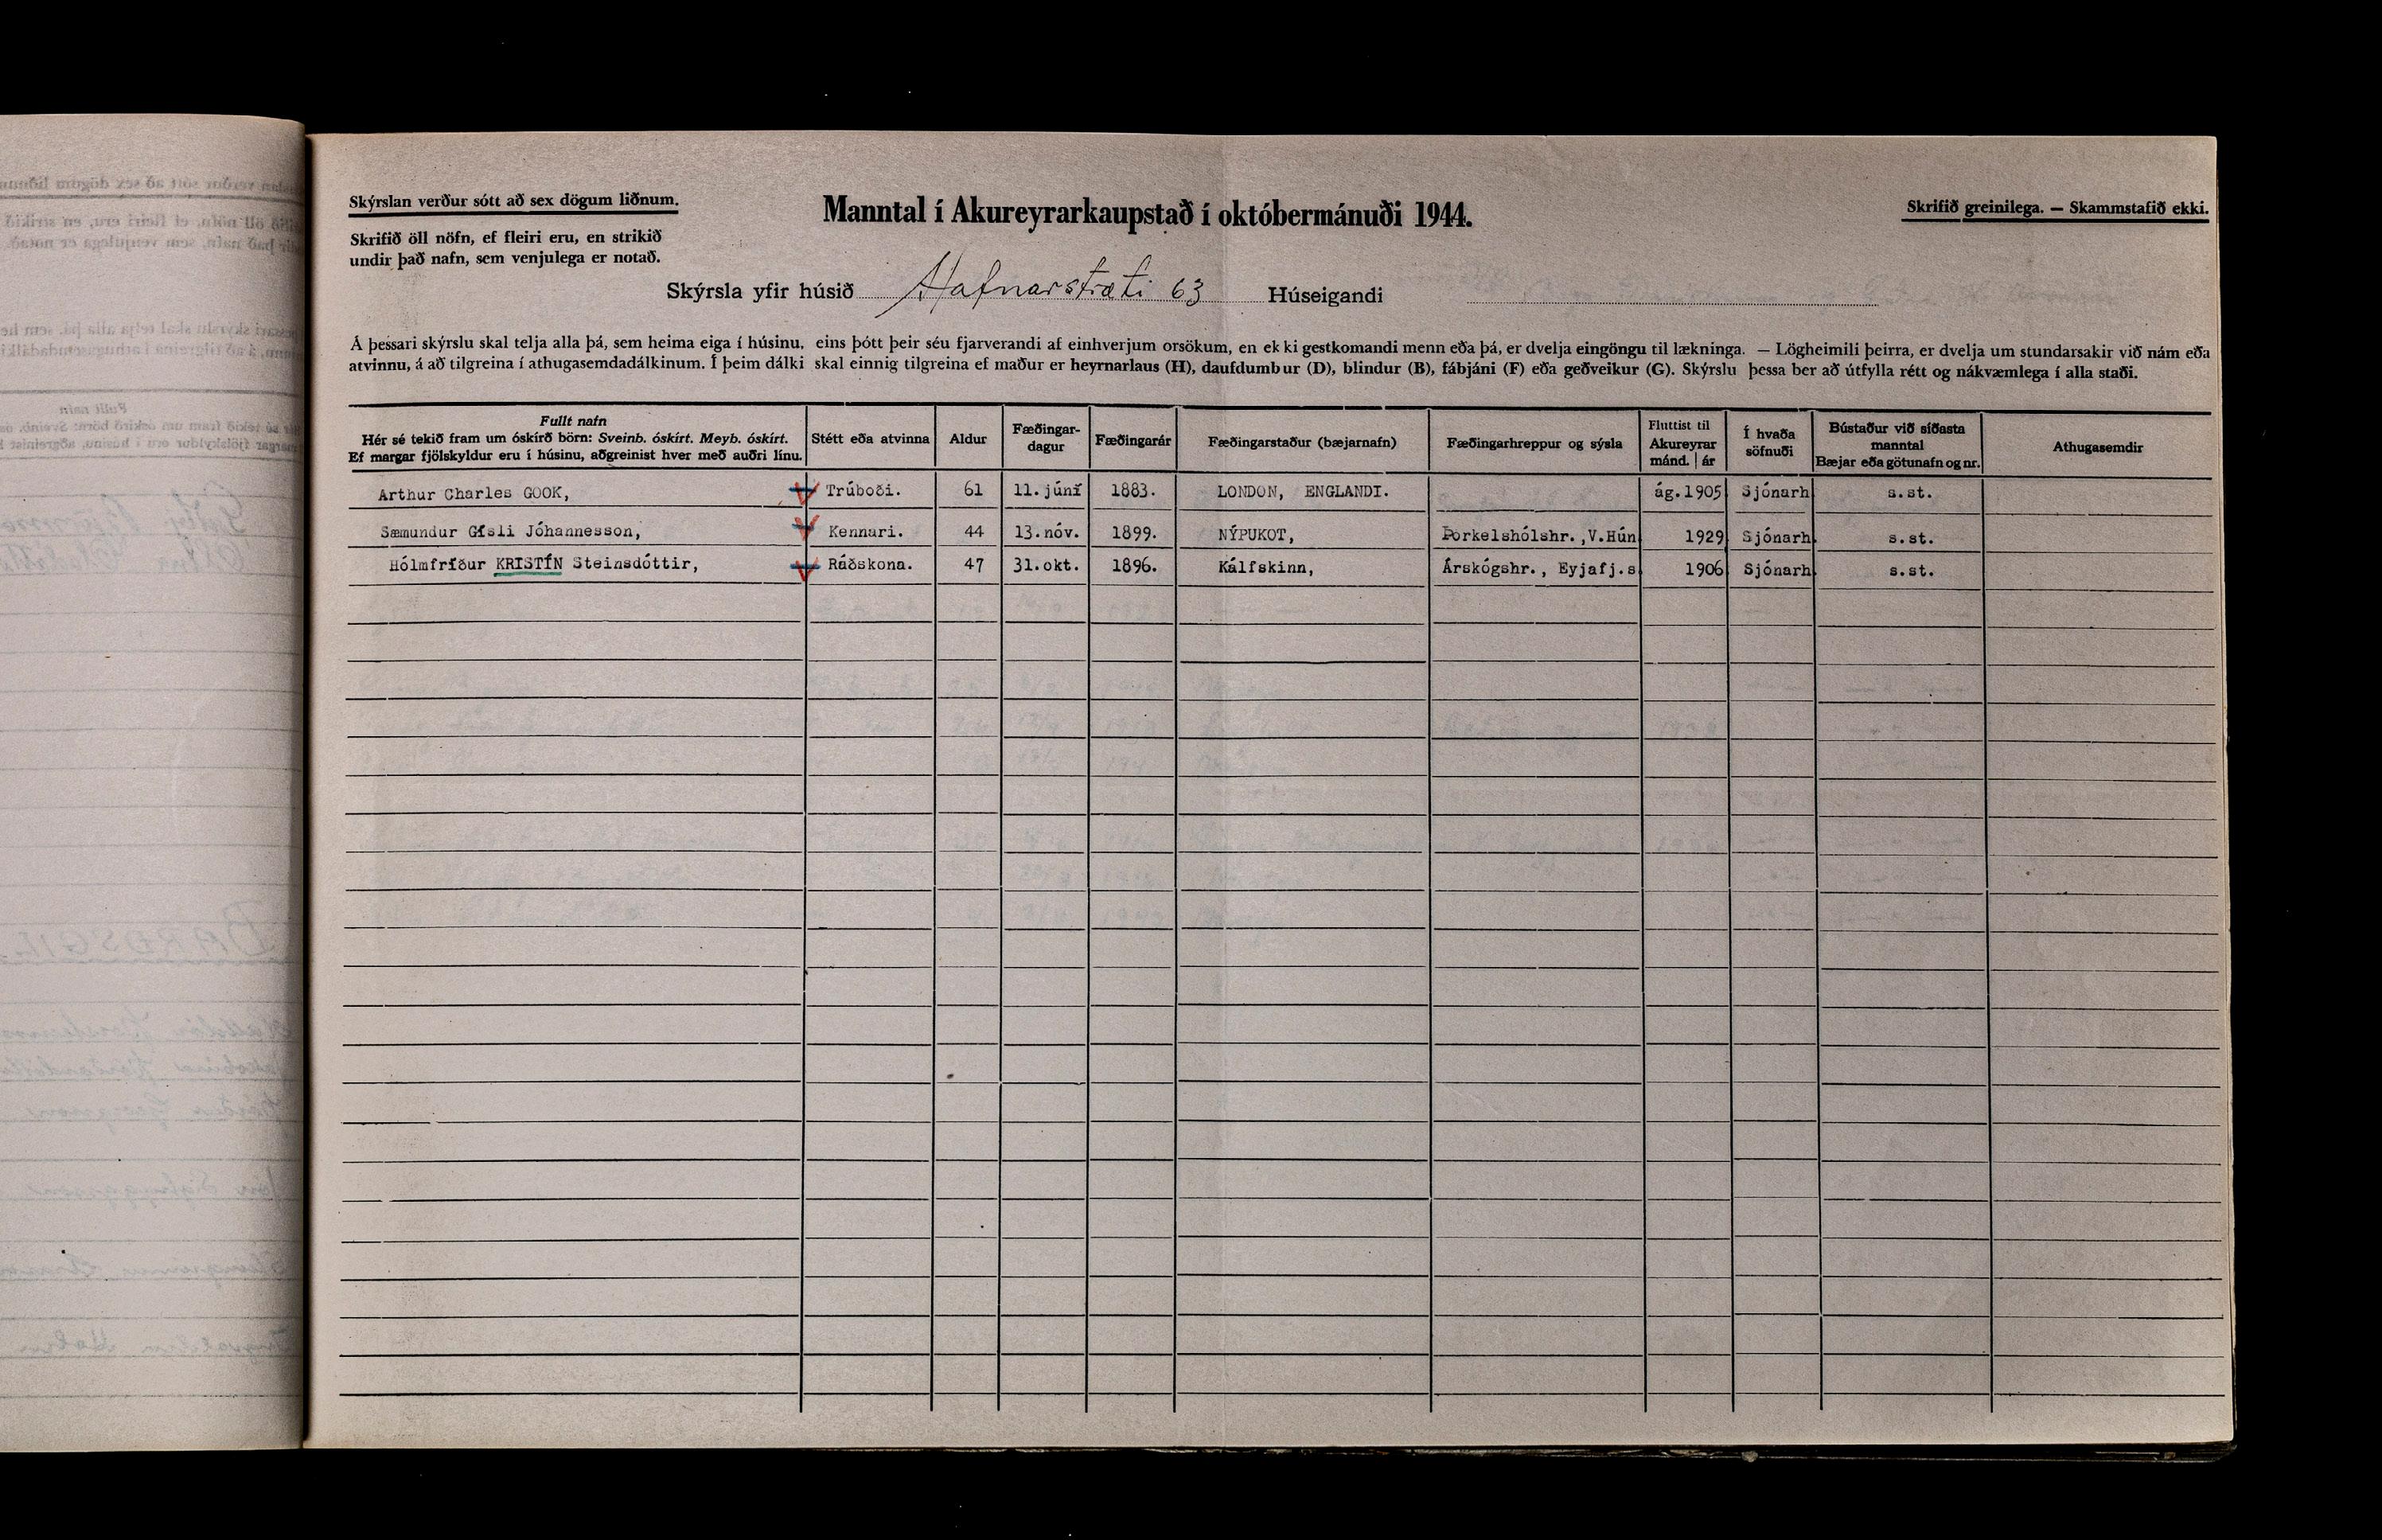 Skýrslan verður sótt að sex dögum liðnum.
Skrifið öll nöfn, ef fleiri eru, en strikið
undir það nafn, sem venjulega er notað.
Manntal í Akureyrarkaupstað í októbermánuði 1944.
Skrifið greinilega. — Skammstafið ekki.
Skýrsla yfir húsið Hafnarstræti 63 Húseigandi
Á þessari skýrslu skal telja alla þá, sem heima eiga í húsinu, eins þótt þeir séu fjarverandi af einhverjum orsökum, en ekki gestkomandi menn eða þá, er dvelja eingöngu til lækninga. — Lögheimili þeirra, er dvelja um stundarsakir við nám eða
atvinnu, á að tilgreina í athugasemdadálkinum. Í þeim dálki skal einnig tilgreina ef maður er heyrnarlaus (H), daufdumbur (D), blindur (B), fábjáni (F) eða geðveikur (G). Skýrslu þessa ber að útfylla rétt og nákvæmlega í alla staði.
Fullt nafn
Hér sé tekið fram um óskírð börn: Sveinb. óskírt. Meyb. óskírt.
Ef margar fjölskyldur eru í húsinu, aðgreinist hver með auðri línu.
Stétt eða atvinna
Aldur
Fæðingar-
dagur
Fæðingarár
Fæðingarstaður (bæjarnafn)
Fæðingarhreppur og sýsla
Fluttist til
Akureyrar
mánd. | ár
Í hvaða
söfnuði
Bústaður við síðasta
manntal
Bæjar eða götunafn og nr.
Athugasemdir
Arthur Charles GOOK, Trúboði. 61 11. júní 1883. LONDON, ENGLANDI. ág. 1905 Sjónarh s. st.
Sæmundur Gísli Jóhannesson, Kennari. 44 13. nóv. 1899. NÝPUKOT, Þorkelshólshr., V.Hún 1929 Sjónarh s. st.
Hólmfríður KRISTÍN Steinsdóttir, Ráðskona. 47 31. okt. 1896. Kálfskinn, Árskógshr., Eyjafj.s 1906 Sjónarh s. st.